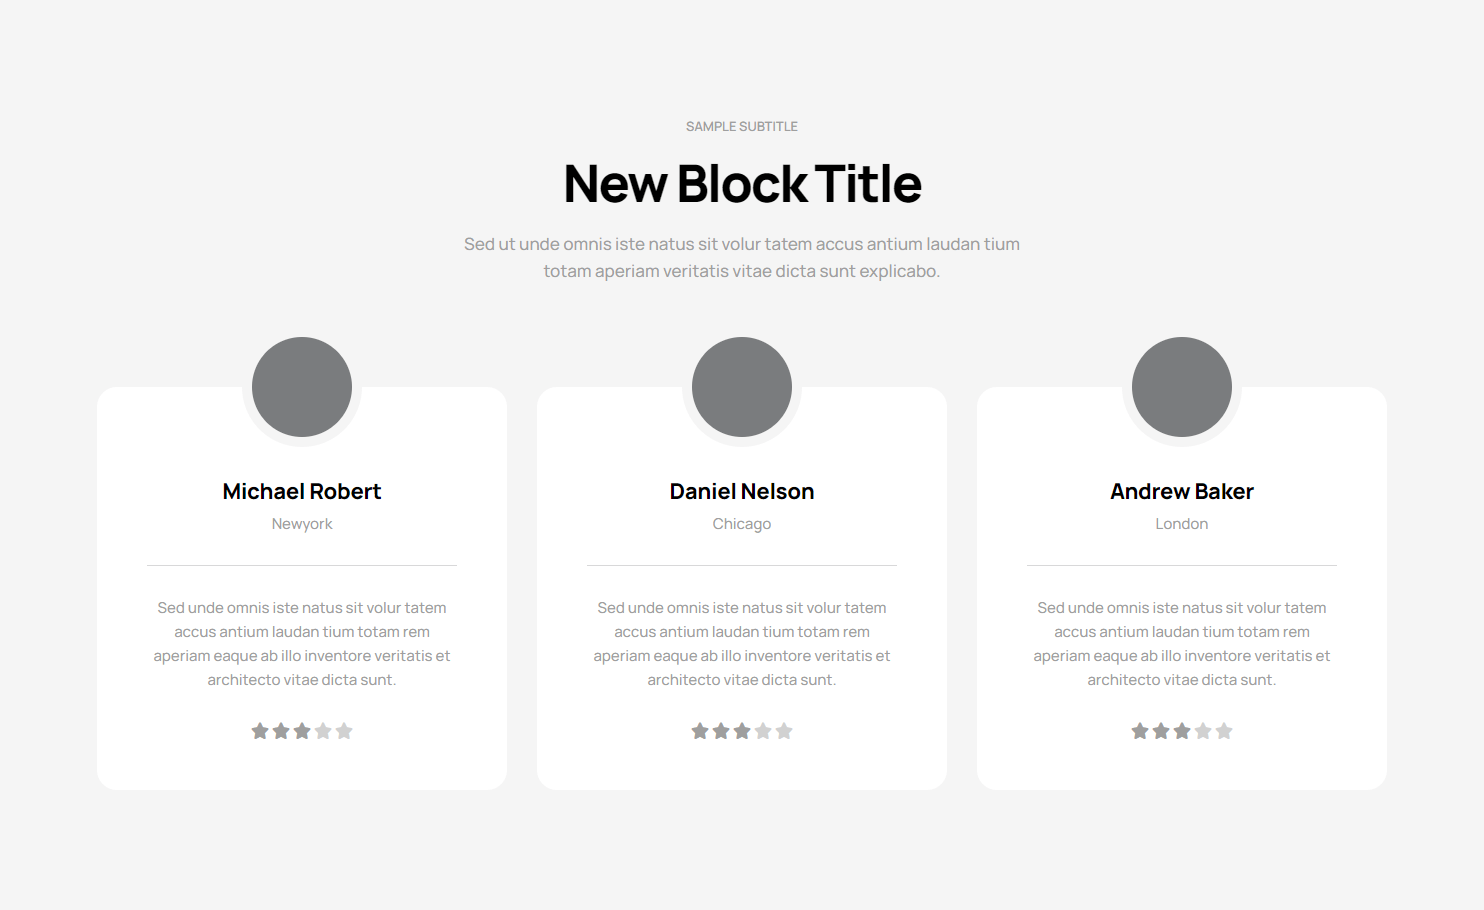 SAMPLE SUBTITLE
New Block Title
Sed ut unde omnis iste natus sit volur tatem accus antium laudan tium
totam aperiam veritatis vitae dicta sunt explicabo.
Michael Robert
Newyork
Sed unde omnis iste natus sit volur tatem
accus antium laudan tium totam rem
aperiam eaque ab illo inventore veritatis et
architecto vitae dicta sunt.
Daniel Nelson
Chicago
Sed unde omnis iste natus sit volur tatem
accus antium laudan tium totam rem
aperiam eaque ab illo inventore veritatis et
architecto vitae dicta sunt.
Andrew Baker
London
Sed unde omnis iste natus sit volur tatem
accus antium laudan tium totam rem
aperiam eaque ab illo inventore veritatis et
architecto vitae dicta sunt.